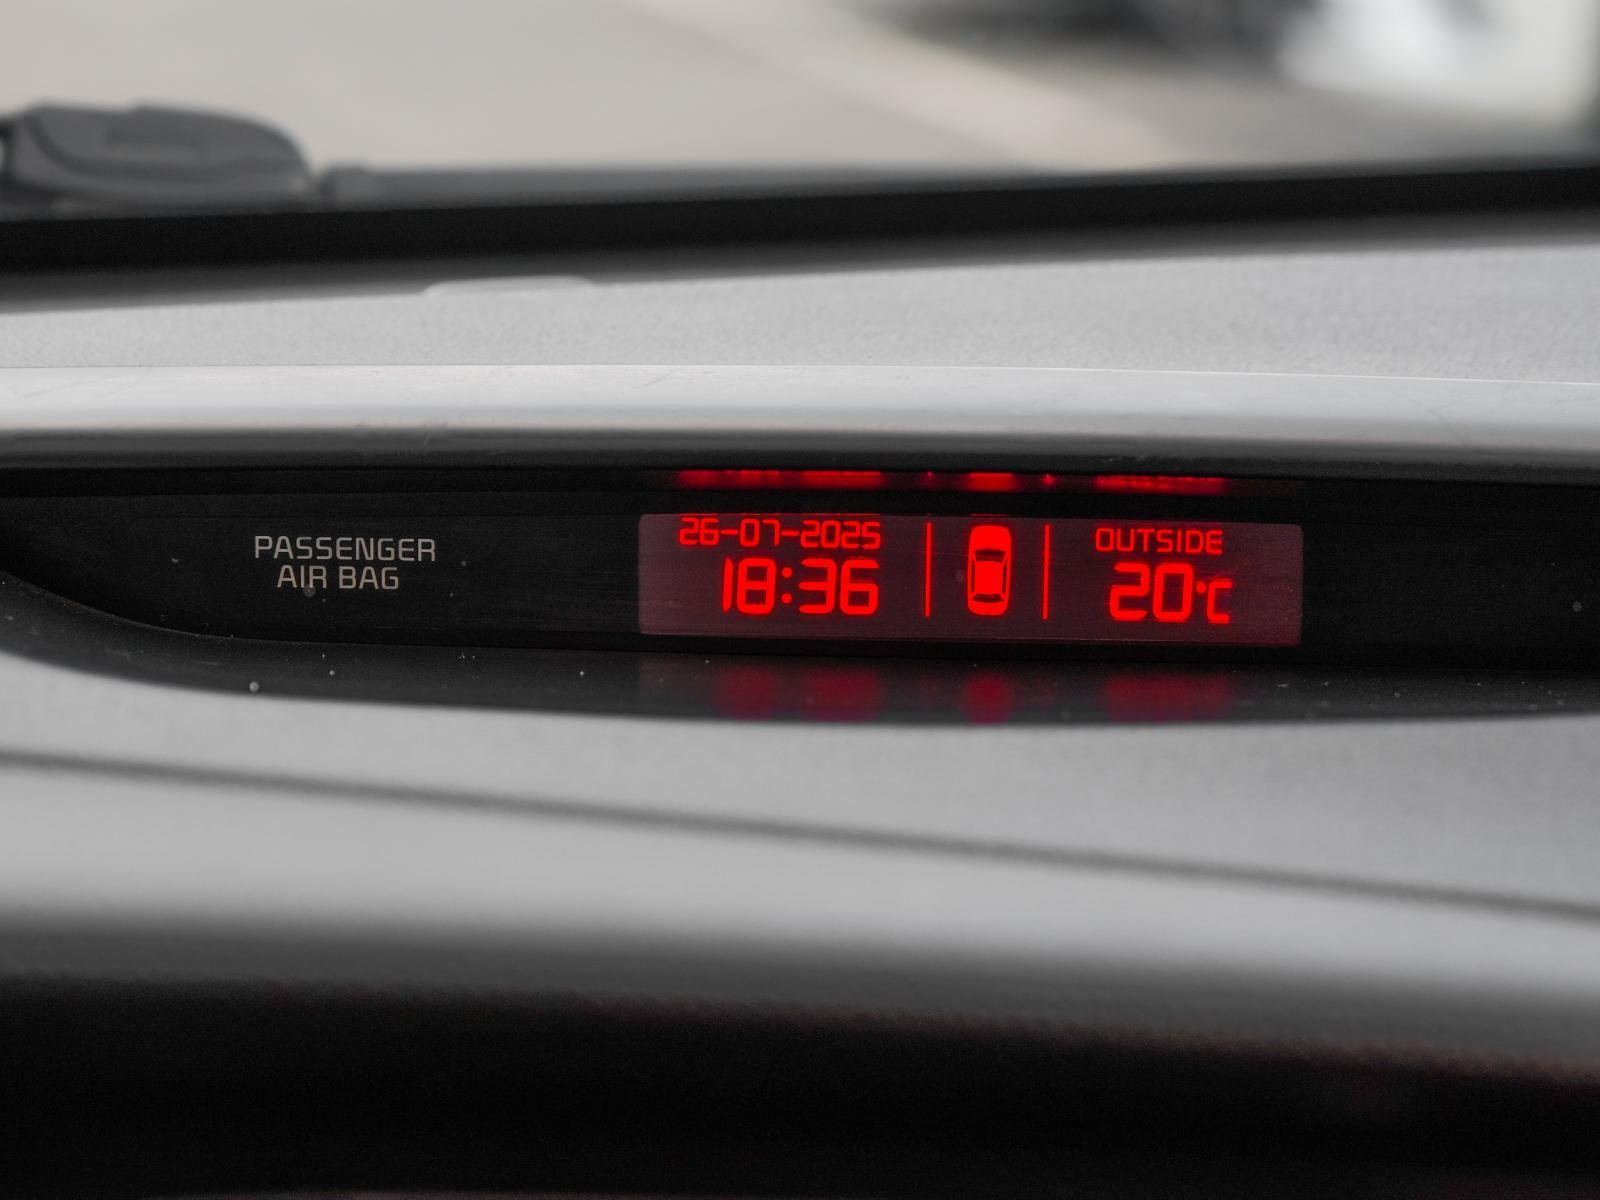 PASSENGER
AIR BAG
26-07-2025
18:36
OUTSIDE
20°C